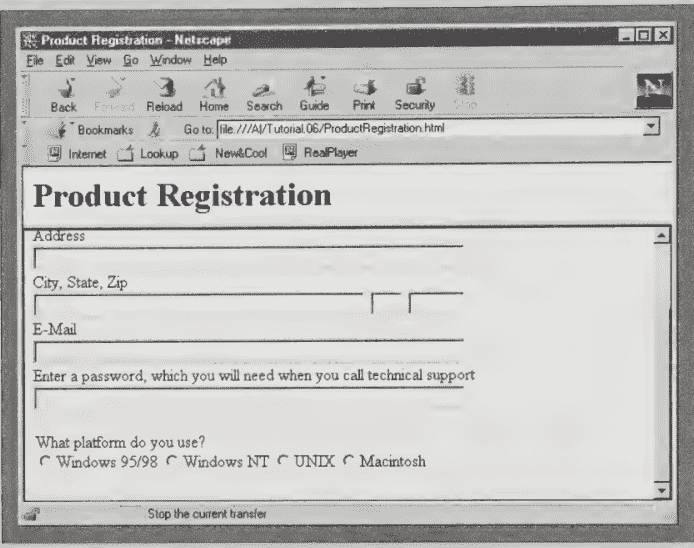 Product Registration - Netscape
File Edit View Go Window Help
Back Forward Reload Home Search Guide Print Security Stop
Bookmarks Go to: file:///A|/Tutorial.06/ProductRegistration.html
Internet Lookup New&Cool RealPlayer
N
Product Registration
Address
City, State, Zip
E-Mail
Enter a password, which you will need when you call technical support
What platform do you use?
Windows 95/98 Windows NT UNIX Macintosh
Stop the current transfer